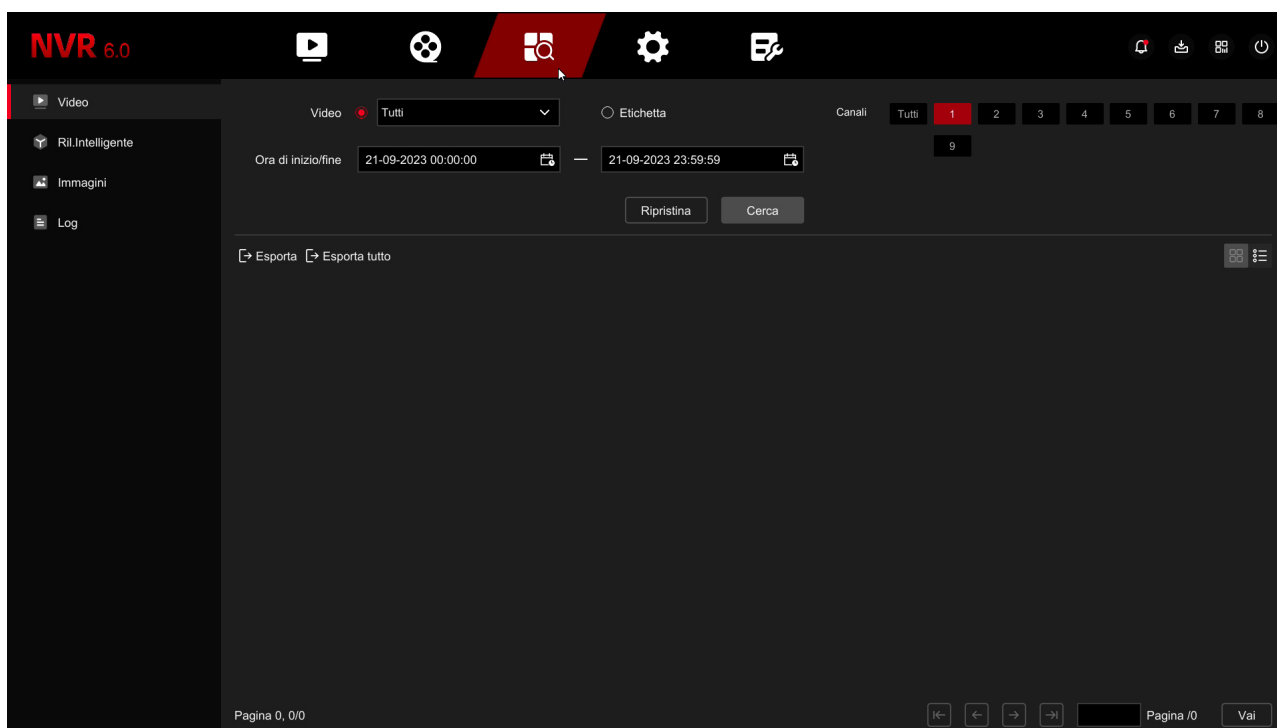 NVR 6.0
Video
Ril.Intelligente
Immagini
Log
Video Tutti Etichetta Canali Tutti 1 2 3 4 5 6 7 8
9
Ora di inizio/fine 21-09-2023 00:00:00 — 21-09-2023 23:59:59
Ripristina Cerca
Esporta Esporta tutto
Pagina 0, 0/0 Pagina /0 Vai